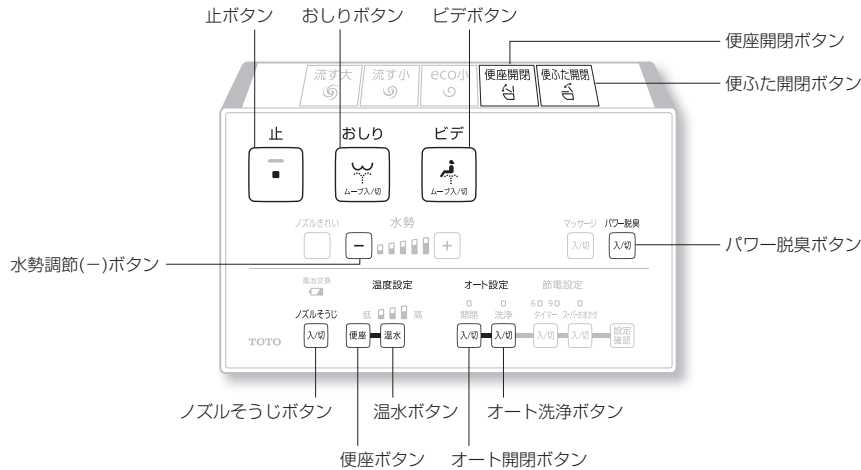 止ボタン おしりボタン ビデボタン
便座開閉ボタン
便ふた開閉ボタン
流す大 流す小 eco小 便座開閉 便ふた開閉
止 おしり ビデ
ムーブ入/切 ムーブ入/切
ノズルきれい 水勢 マッサージ パワー脱臭
− + 入/切 入/切
パワー脱臭ボタン
水勢調節(−)ボタン
電池交換 温度設定 オート設定 節電設定
60 90
ノズルそうじ 低 高 開閉 洗浄 タイマー スーパーおまかせ
TOTO 入/切 便座 温水 入/切 入/切 入/切 入/切 設定確認
ノズルそうじボタン 温水ボタン オート洗浄ボタン
便座ボタン オート開閉ボタン